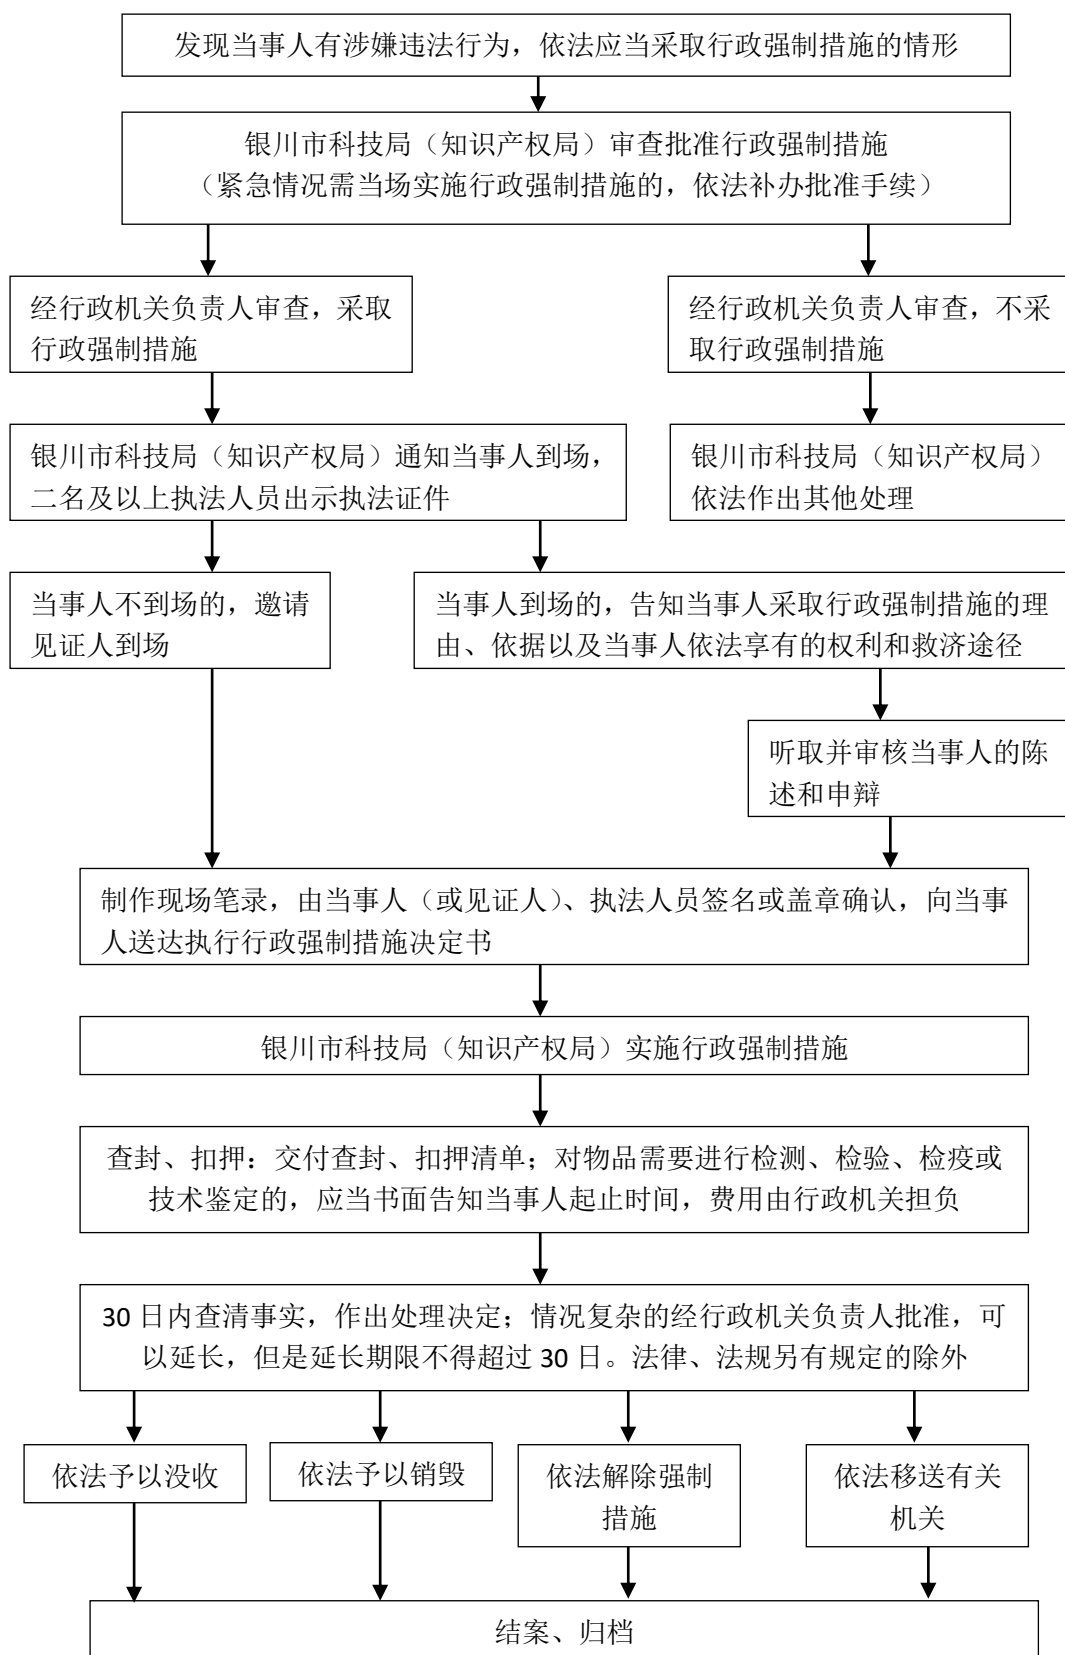 发现当事人有涉嫌违法行为，依法应当采取行政强制措施的情形
银川市科技局（知识产权局）审查批准行政强制措施
（紧急情况需当场实施行政强制措施的，依法补办批准手续）
经行政机关负责人审查，采取
行政强制措施
经行政机关负责人审查，不采
取行政强制措施
银川市科技局（知识产权局）通知当事人到场，
二名及以上执法人员出示执法证件
银川市科技局（知识产权局）
依法作出其他处理
当事人不到场的，邀请
见证人到场
当事人到场的，告知当事人采取行政强制措施的理
由、依据以及当事人依法享有的权利和救济途径
听取并审核当事人的陈
述和申辩
制作现场笔录，由当事人（或见证人）、执法人员签名或盖章确认，向当事
人送达执行行政强制措施决定书
银川市科技局（知识产权局）实施行政强制措施
查封、扣押：交付查封、扣押清单；对物品需要进行检测、检验、检疫或
技术鉴定的，应当书面告知当事人起止时间，费用由行政机关担负
30 日内查清事实，作出处理决定；情况复杂的经行政机关负责人批准，可
以延长，但是延长期限不得超过 30 日。法律、法规另有规定的除外
依法予以没收
依法予以销毁
依法解除强制
措施
依法移送有关
机关
结案、归档